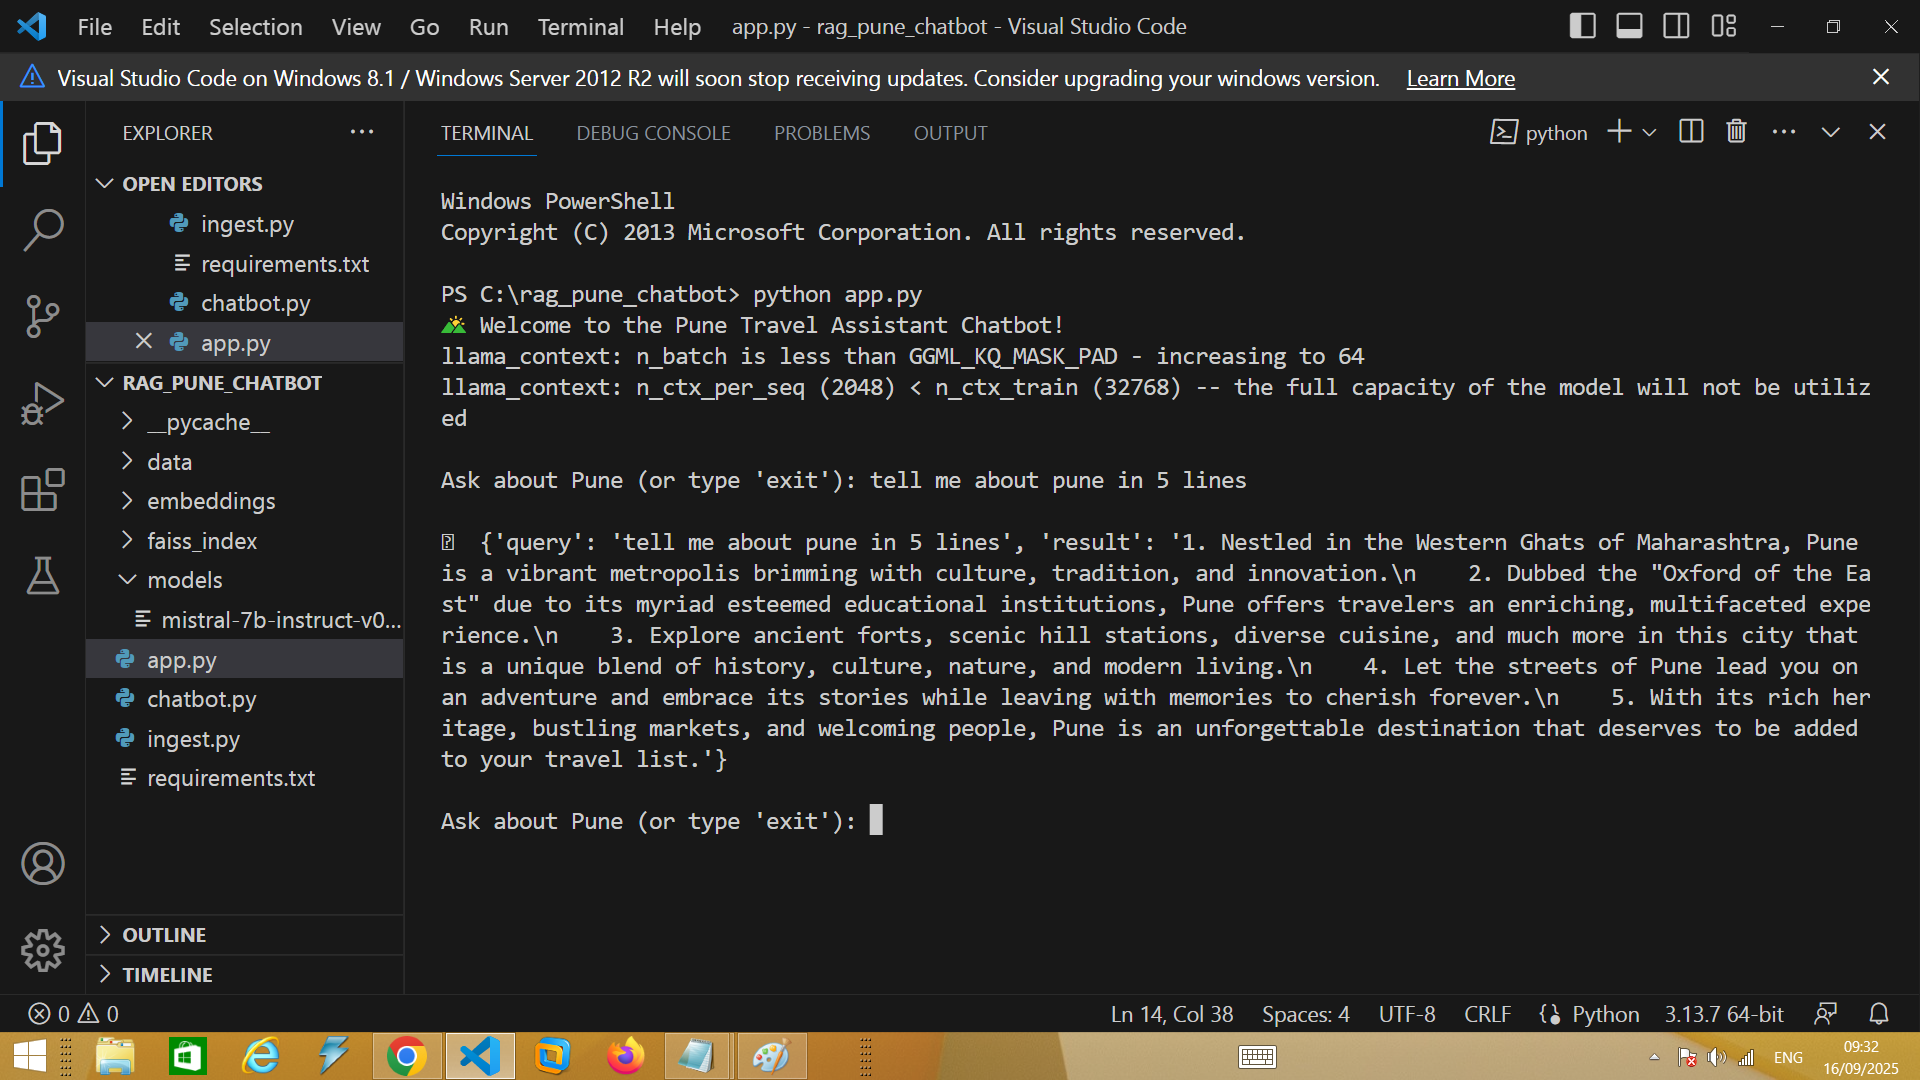 File Edit Selection View Go Run Terminal Help app.py - rag_pune_chatbot - Visual Studio Code
Visual Studio Code on Windows 8.1 / Windows Server 2012 R2 will soon stop receiving updates. Consider upgrading your windows version. Learn More
EXPLORER
OPEN EDITORS
ingest.py
requirements.txt
chatbot.py
app.py
RAG_PUNE_CHATBOT
__pycache__
data
embeddings
faiss_index
models
mistral-7b-instruct-v0...
app.py
chatbot.py
ingest.py
requirements.txt
OUTLINE
TIMELINE
TERMINAL DEBUG CONSOLE PROBLEMS OUTPUT python
Windows PowerShell
Copyright (C) 2013 Microsoft Corporation. All rights reserved.
PS C:\rag_pune_chatbot> python app.py
Welcome to the Pune Travel Assistant Chatbot!
llama_context: n_batch is less than GGML_KQ_MASK_PAD - increasing to 64
llama_context: n_ctx_per_seq (2048) < n_ctx_train (32768) -- the full capacity of the model will not be utiliz
ed
Ask about Pune (or type 'exit'): tell me about pune in 5 lines
{'query': 'tell me about pune in 5 lines', 'result': '1. Nestled in the Western Ghats of Maharashtra, Pune
is a vibrant metropolis brimming with culture, tradition, and innovation.\n    2. Dubbed the "Oxford of the Ea
st" due to its myriad esteemed educational institutions, Pune offers travelers an enriching, multifaceted expe
rience.\n    3. Explore ancient forts, scenic hill stations, diverse cuisine, and much more in this city that
is a unique blend of history, culture, nature, and modern living.\n    4. Let the streets of Pune lead you on
an adventure and embrace its stories while leaving with memories to cherish forever.\n    5. With its rich her
itage, bustling markets, and welcoming people, Pune is an unforgettable destination that deserves to be added
to your travel list.'}
Ask about Pune (or type 'exit'):
0 0 Ln 14, Col 38 Spaces: 4 UTF-8 CRLF Python 3.13.7 64-bit
ENG
09:32
16/09/2025